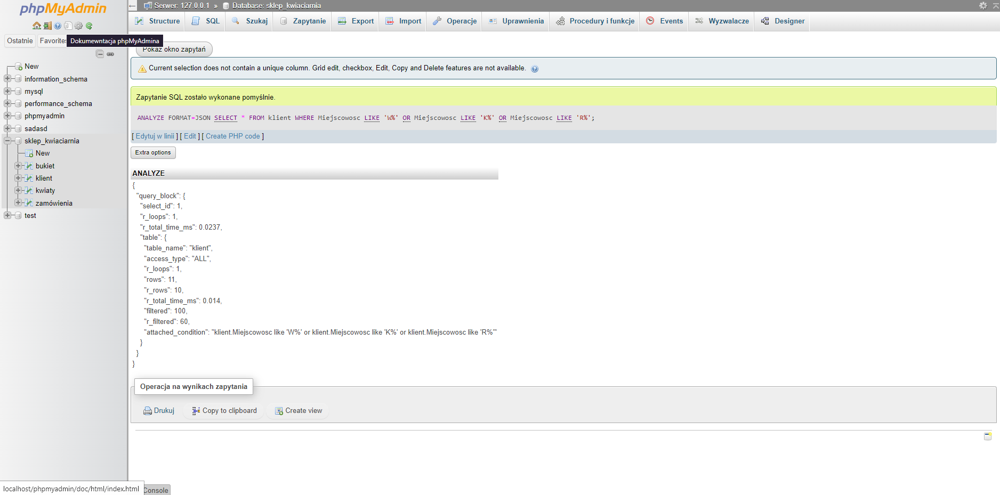 phpMyAdmin
Ostatnie
Favorites
Dokumewntacja phpMyAdmina
New
information_schema
mysql
performance_schema
phpmyadmin
sadasd
sklep_kwiaciarnia
New
bukiet
klient
kwiaty
zamówienia
test
localhost/phpmyadmin/doc/html/index.html
Serwer: 127.0.0.1 » Database: sklep_kwiaciarnia
Structure SQL Szukaj Zapytanie Export Import Operacje Uprawnienia Procedury i funkcje Events Wyzwalacze Designer
Pokaż okno zapytań
Current selection does not contain a unique column. Grid edit, checkbox, Edit, Copy and Delete features are not available.
Zapytanie SQL zostało wykonane pomyślnie.
ANALYZE FORMAT=JSON SELECT * FROM klient WHERE Miejscowosc LIKE 'W%' OR Miejscowosc LIKE 'K%' OR Miejscowosc LIKE 'R%';
[ Edytuj w linii ] [ Edit ] [ Create PHP code ]
Extra options
ANALYZE
{
"query_block": {
"select_id": 1,
"r_loops": 1,
"r_total_time_ms": 0.0237,
"table": {
"table_name": "klient",
"access_type": "ALL",
"r_loops": 1,
"rows": 11,
"r_rows": 10,
"r_total_time_ms": 0.014,
"filtered": 100,
"r_filtered": 60,
"attached_condition": "klient.Miejscowosc like 'W%' or klient.Miejscowosc like 'K%' or klient.Miejscowosc like 'R%'"
}
}
}
Operacja na wynikach zapytania
Drukuj Copy to clipboard Create view
Console